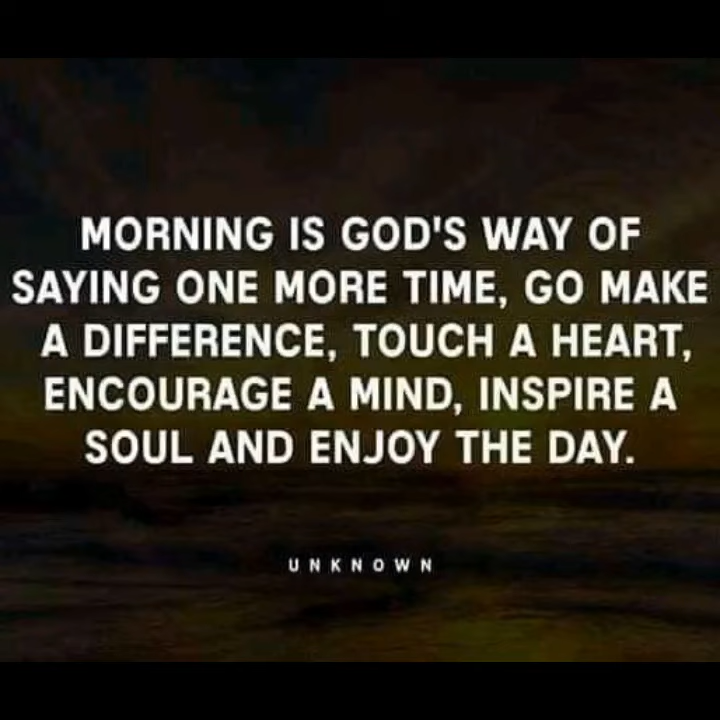 MORNING IS GOD'S WAY OF
SAYING ONE MORE TIME, GO MAKE
A DIFFERENCE, TOUCH A HEART,
ENCOURAGE A MIND, INSPIRE A
SOUL AND ENJOY THE DAY.
UNKNOWN